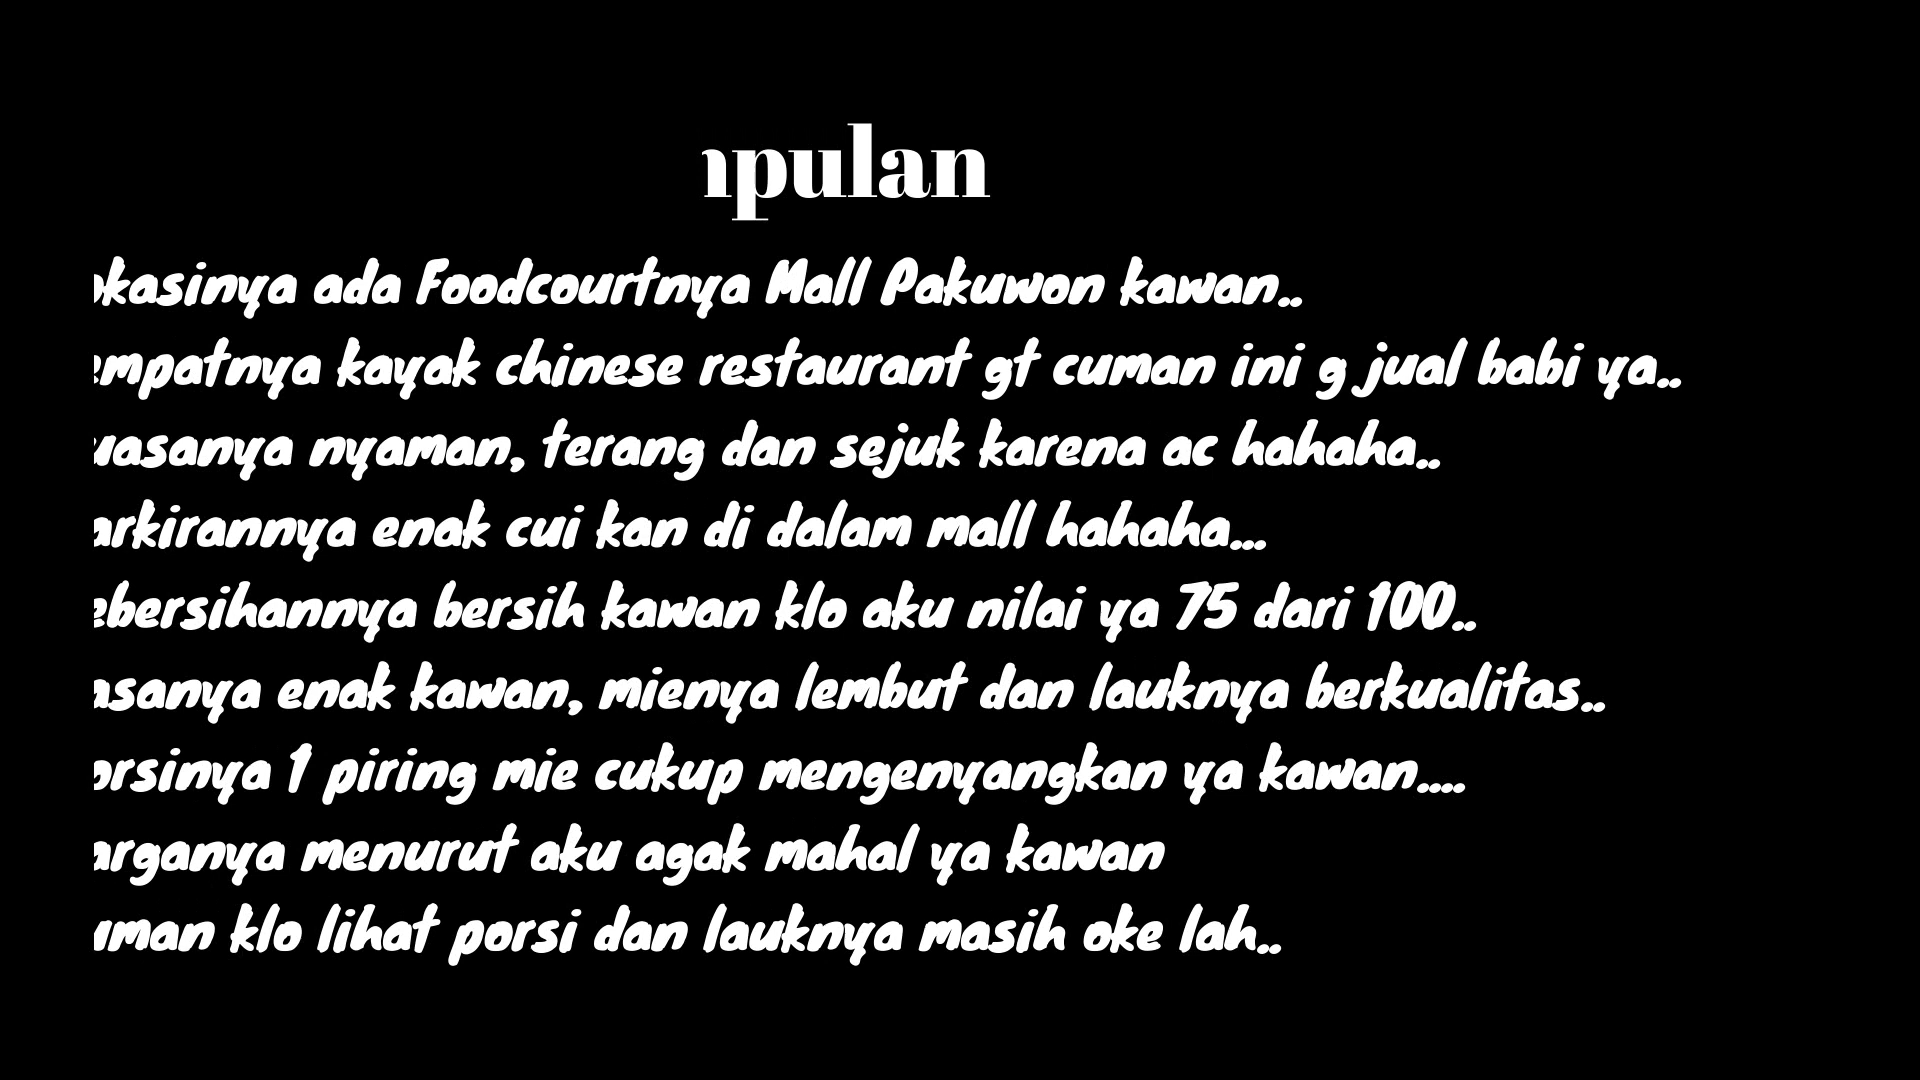 mpulan
okasinya ada Foodcourtnya Mall Pakuwon kawan..
empatnya kayak chinese restaurant gt cuman ini g jual babi ya..
uasanya nyaman, terang dan sejuk karena ac hahaha..
arkirannya enak cui kan di dalam mall hahaha...
ebersihannya bersih kawan klo aku nilai ya 75 dari 100..
asanya enak kawan, mienya lembut dan lauknya berkualitas..
orsinya 1 piring mie cukup mengenyangkan ya kawan....
arganya menurut aku agak mahal ya kawan
uman klo lihat porsi dan lauknya masih oke lah..